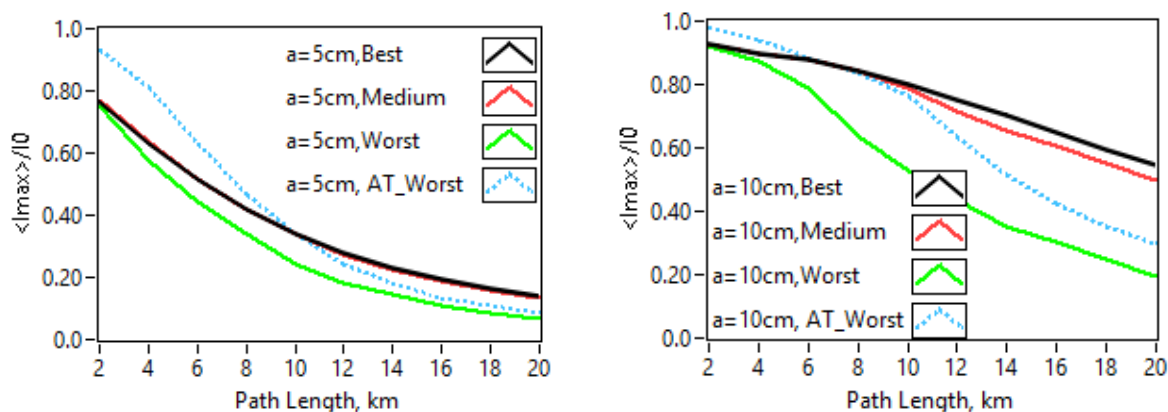 <Imax>/I0
1.0
0.80
0.60
0.40
0.20
0.0
a=5cm,Best
a=5cm,Medium
a=5cm,Worst
a=5cm, AT_Worst
2 4 6 8 10 12 14 16 18 20
Path Length, km
<Imax>/I0
1.0
0.80
0.60
0.40
0.20
0.0
a=10cm,Best
a=10cm,Medium
a=10cm,Worst
a=10cm, AT_Worst
2 4 6 8 10 12 14 16 18 20
Path Length, km